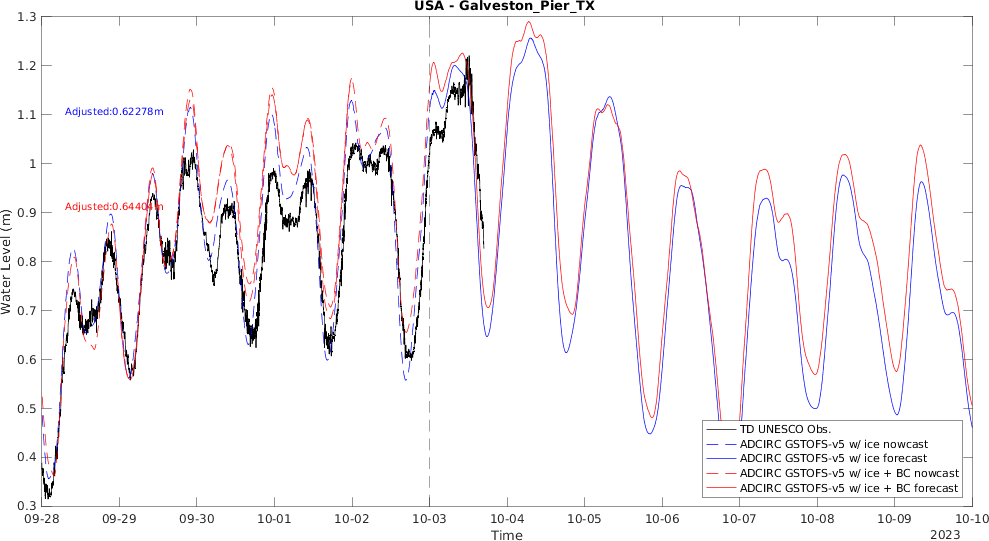 USA - Galveston_Pier_TX
1.3
1.2
1.1
1
0.9
0.8
0.7
0.6
0.5
0.4
0.3
Water Level (m)
Adjusted:0.62278m
Adjusted:0.64404m
TD UNESCO Obs.
ADCIRC GSTOFS-v5 w/ ice nowcast
ADCIRC GSTOFS-v5 w/ ice forecast
ADCIRC GSTOFS-v5 w/ ice + BC nowcast
ADCIRC GSTOFS-v5 w/ ice + BC forecast
09-28 09-29 09-30 10-01 10-02 10-03 10-04 10-05 10-06 10-07 10-08 10-09 10-10
Time
2023